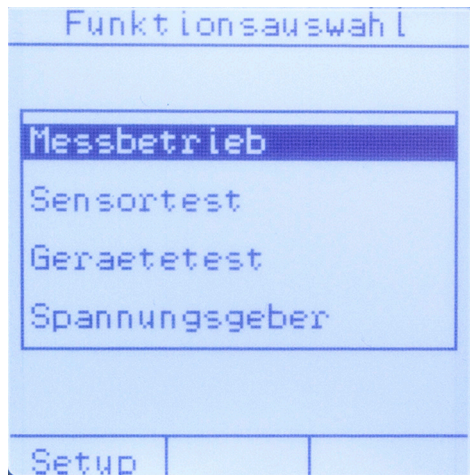 Funktionsauswahl
Messbetrieb
Sensortest
Geraetetest
Spannungsgeber
Setup